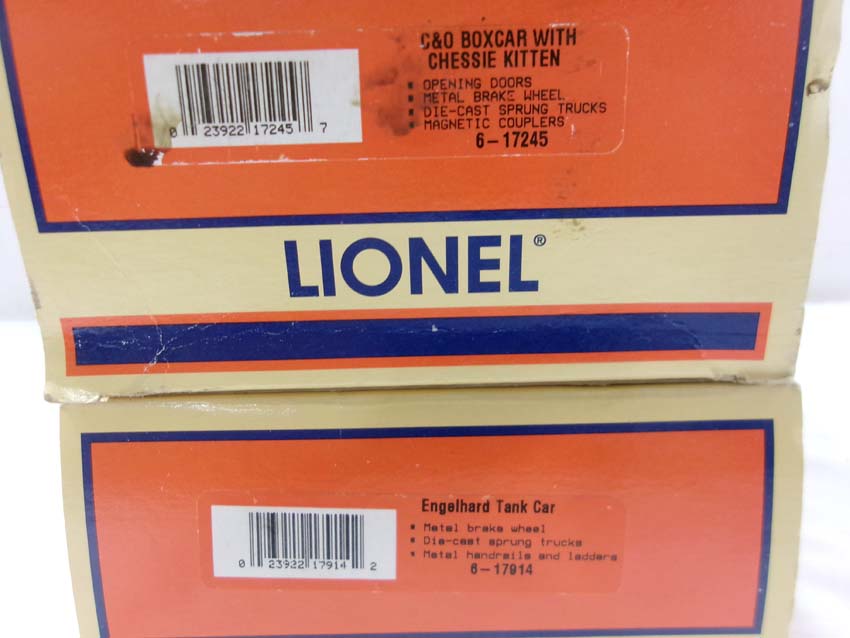 C&O BOXCAR WITH
CHESSIE KITTEN
▪ OPENING DOORS
▪ METAL BRAKE WHEEL
▪ DIE-CAST SPRUNG TRUCKS
▪ MAGNETIC COUPLERS
6-17245
0 23922 17245 7
LIONEL®
Engelhard Tank Car
▪ Metal brake wheel
▪ Die-cast sprung trucks
▪ Metal handrails and ladders
6-17914
0 23922 17914 2